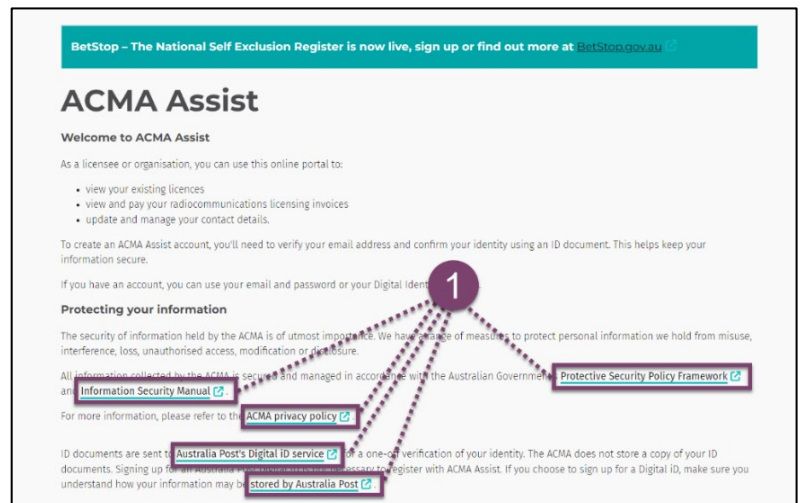 BetStop – The National Self Exclusion Register is now live, sign up or find out more at BetStop.gov.au
ACMA Assist
Welcome to ACMA Assist
As a licensee or organisation, you can use this online portal to:
• view your existing licences
• view and pay your radiocommunications licensing invoices
• update and manage your contact details.
To create an ACMA Assist account, you'll need to verify your email address and confirm your identity using an ID document. This helps keep your
information secure.
If you have an account, you can use your email and password or your Digital
1
Protecting your information
The security of information held by the ACMA is of utmost importance. We have a range of measures to protect personal information we hold from misuse,
interference, loss, unauthorised access, modification or disclosure.
All information collected by the ACMA is secured and managed in accordance with the Australian Government's Protective Security Policy Framework
and Information Security Manual.
For more information, please refer to the ACMA privacy policy.
ID documents are sent to Australia Post's Digital iD service for a one-off verification of your identity. The ACMA does not store a copy of your ID
documents. Signing up for an Australia Post Digital iD is not necessary to register with ACMA Assist. If you choose to sign up for a Digital iD, make sure you
understand how your information may be stored by Australia Post.